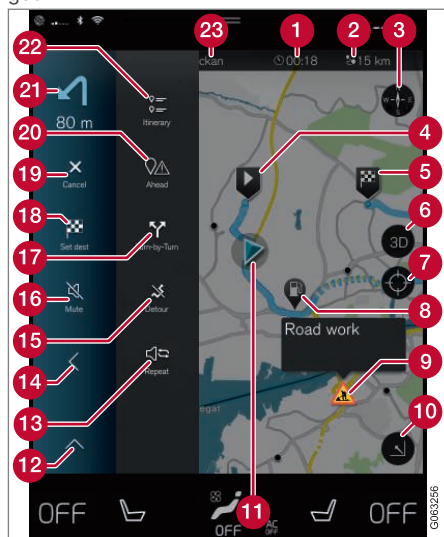 22
23
1
2
3
ckan
00:18
15 km
W E
21
80 m
Itinerary
20
4
5
Ahead
19
Cancel
18
Set dest
17
Turn-by-Turn
6
3D
7
16
Mute
15
Detour
8
Road work
14
13
Repeat
9
egat
10
12
11
OFF
OFF
AC
OFF
OFF
G063256